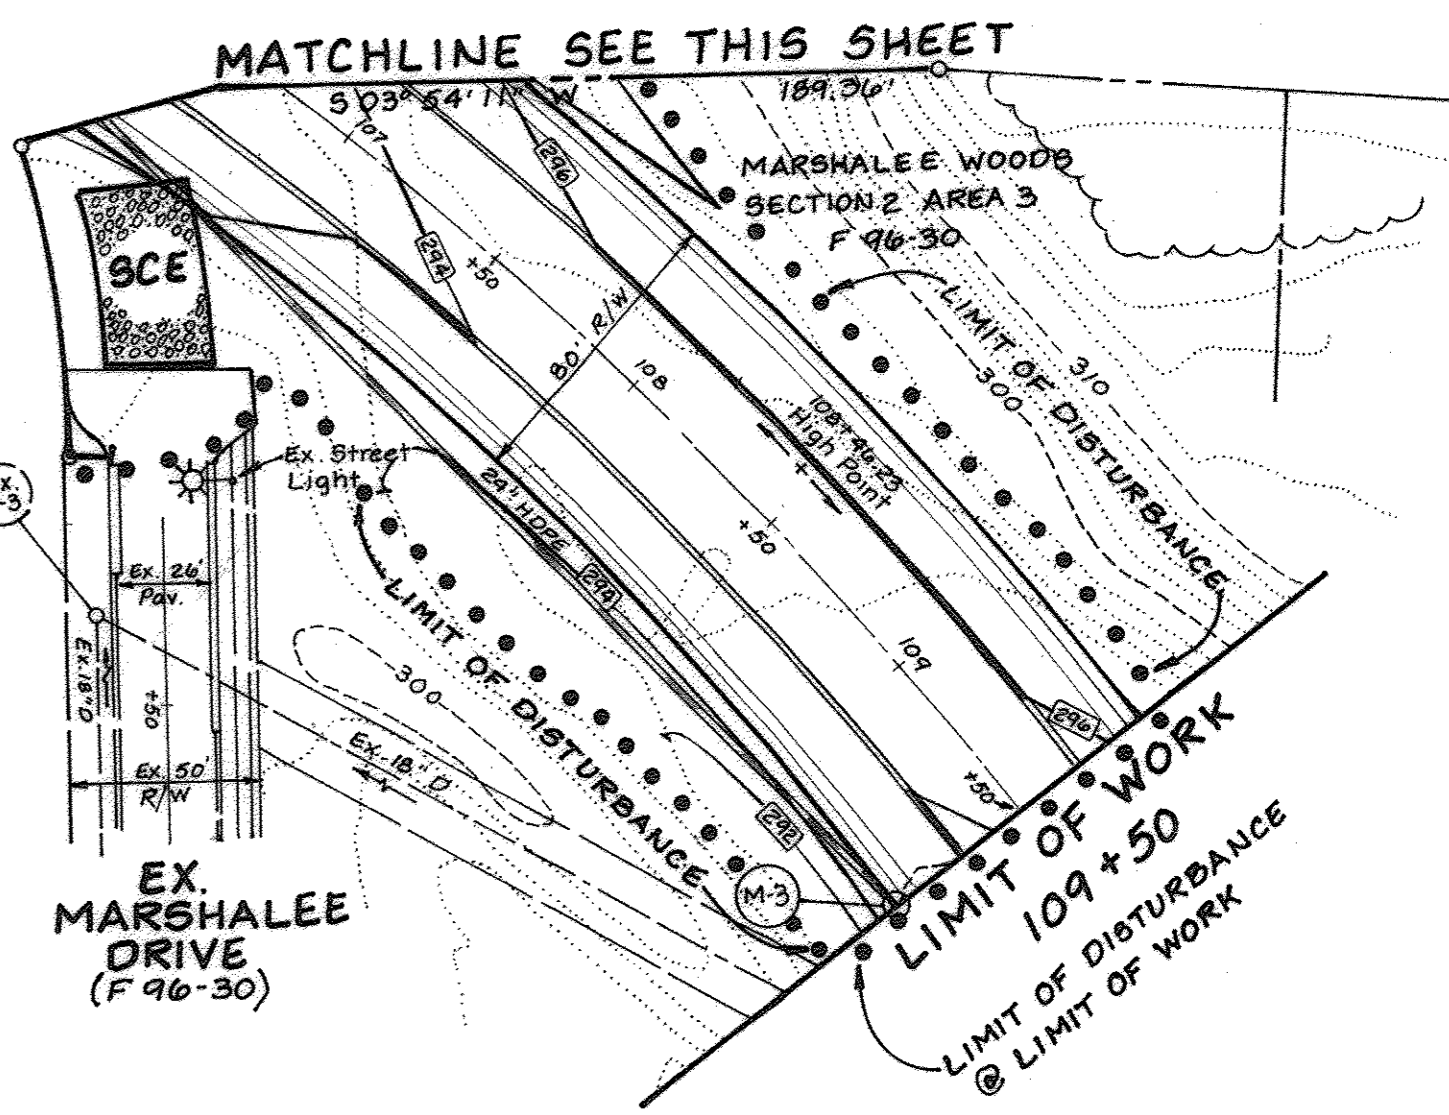 MATCHLINE SEE THIS SHEET
S 03° 54' 11" W 189.36'
107
296
MARSHALEE WOODS
SECTION 2 AREA 3
F 96-30
294
+50
SCE
80' R/W
LIMIT OF DISTURBANCE
310
300
108
108+46.23
High Point
Ex. Street
Light
24" HDPE
294
+50
Ex. 26'
Pav.
LIMIT OF DISTURBANCE
109
Ex. 18" D
300
+50
296
Ex. 18" D
Ex. 50'
R/W
+50
292
M-3
LIMIT OF WORK
109 + 50
EX.
MARSHALEE
DRIVE
(F 96-30)
LIMIT OF DISTURBANCE
@ LIMIT OF WORK